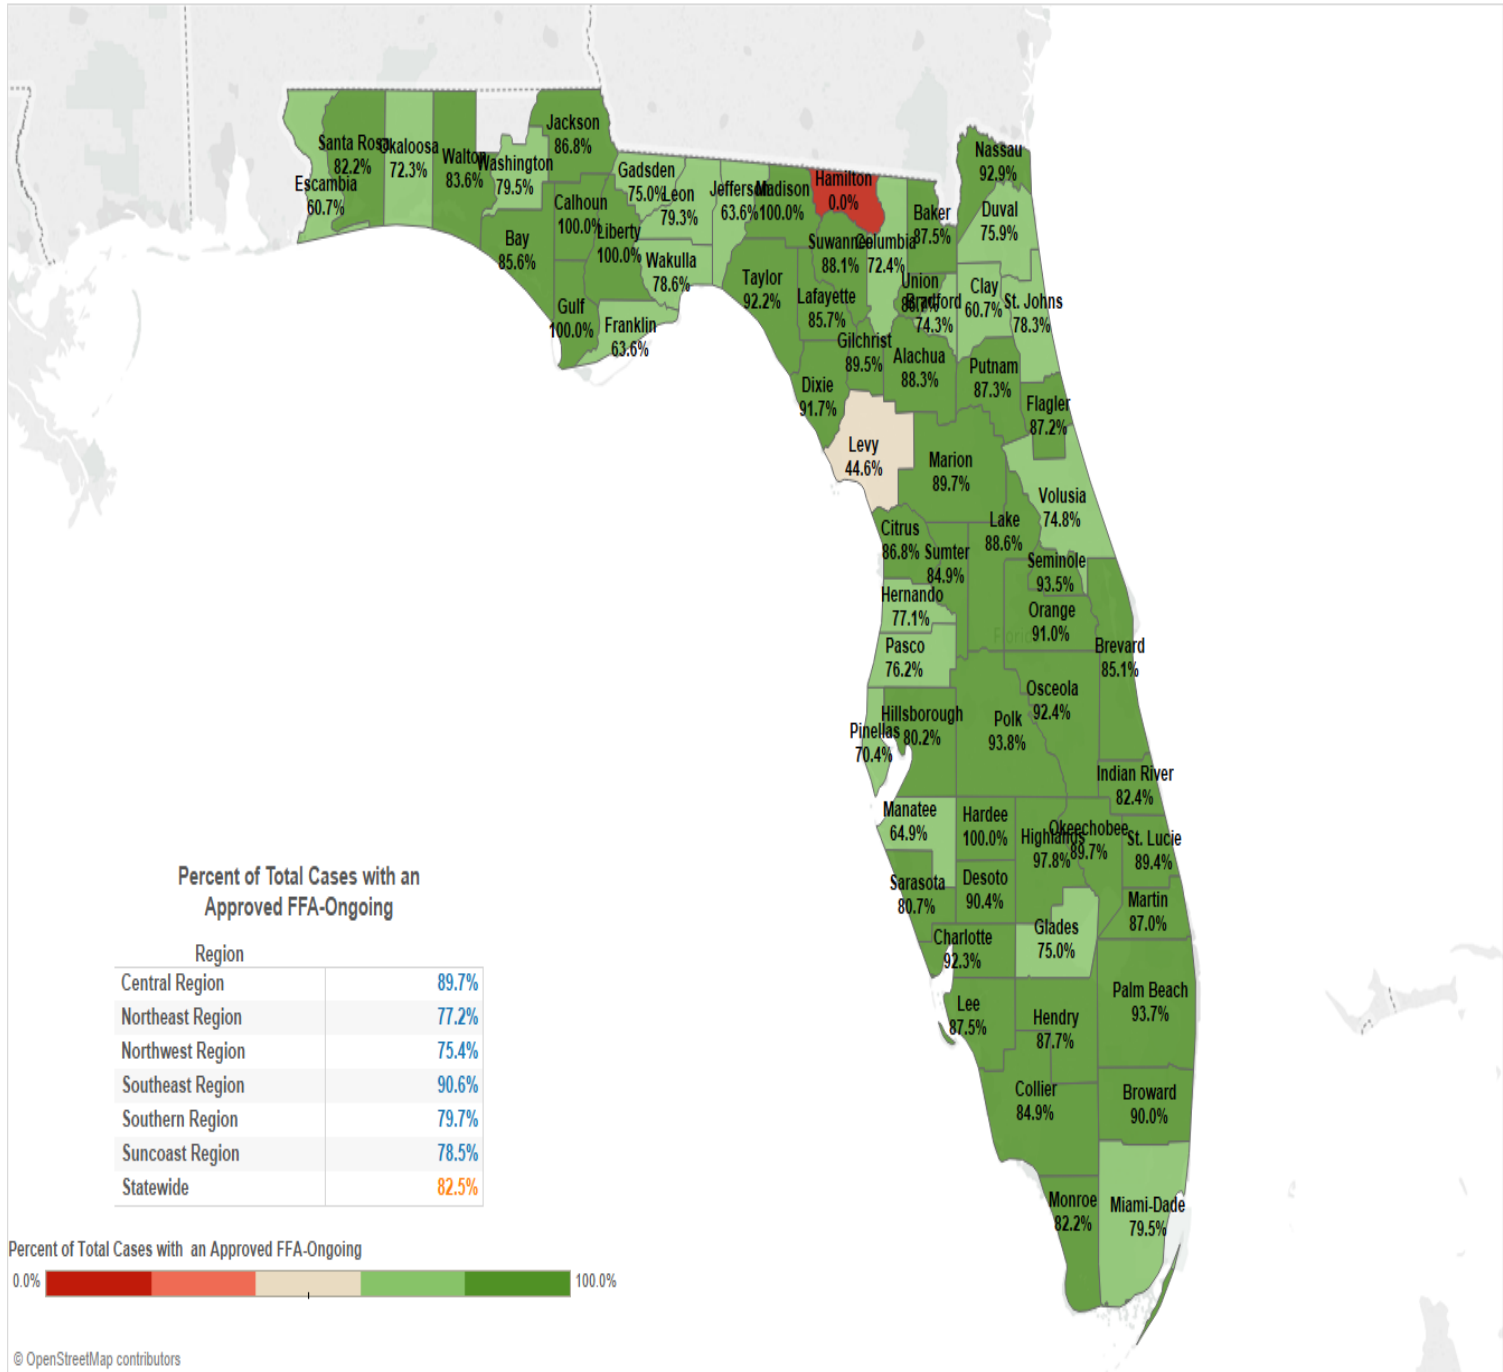 Jackson
86.8%
Santa Rosa
82.2%
Okaloosa
72.3%
Walton
83.6%
Washington
79.5%
Escambia
60.7%
Calhoun
100.0%
Bay
85.6%
Liberty
100.0%
Gulf
100.0%
Gadsden
75.0%
Leon
79.3%
Wakulla
78.6%
Franklin
63.6%
Jefferson
63.6%
Madison
100.0%
Hamilton
0.0%
Taylor
92.2%
Suwannee
88.1%
Columbia
72.4%
Lafayette
85.7%
Baker
87.5%
Nassau
92.9%
Duval
75.9%
Union
Bradford
74.3%
Clay
60.7%
St. Johns
78.3%
Gilchrist
89.5%
Alachua
88.3%
Putnam
87.3%
Dixie
91.7%
Flagler
87.2%
Levy
44.6%
Marion
89.7%
Volusia
74.8%
Citrus
86.8%
Sumter
84.9%
Lake
88.6%
Seminole
93.5%
Hernando
77.1%
Orange
91.0%
Florida
Pasco
76.2%
Brevard
85.1%
Osceola
92.4%
Polk
93.8%
Hillsborough
80.2%
Pinellas
70.4%
Indian River
82.4%
Manatee
64.9%
Hardee
100.0%
Highlands
97.8%
Okeechobee
89.7%
St. Lucie
89.4%
Sarasota
80.7%
Desoto
90.4%
Martin
87.0%
Charlotte
92.3%
Glades
75.0%
Lee
87.5%
Hendry
87.7%
Palm Beach
93.7%
Collier
84.9%
Broward
90.0%
Monroe
82.2%
Miami-Dade
79.5%
Percent of Total Cases with an
Approved FFA-Ongoing
Region
Central Region 89.7%
Northeast Region 77.2%
Northwest Region 75.4%
Southeast Region 90.6%
Southern Region 79.7%
Suncoast Region 78.5%
Statewide 82.5%
Percent of Total Cases with an Approved FFA-Ongoing
0.0% 100.0%
© OpenStreetMap contributors